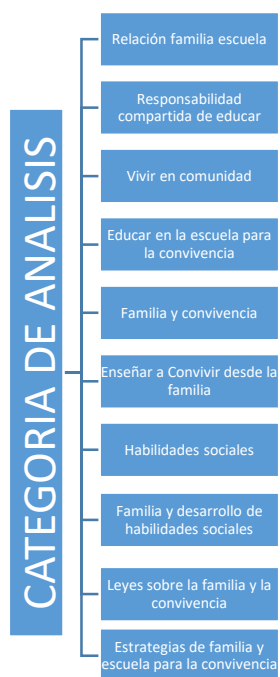 CATEGORIA DE ANALISIS
Relación familia escuela
Responsabilidad
compartida de educar
Vivir en comunidad
Educar en la escuela para
la convivencia
Familia y convivencia
Enseñar a Convivir desde la
familia
Habilidades sociales
Familia y desarrollo de
habilidades sociales
Leyes sobre la familia y la
convivencia
Estrategias de familia y
escuela para la convivencia